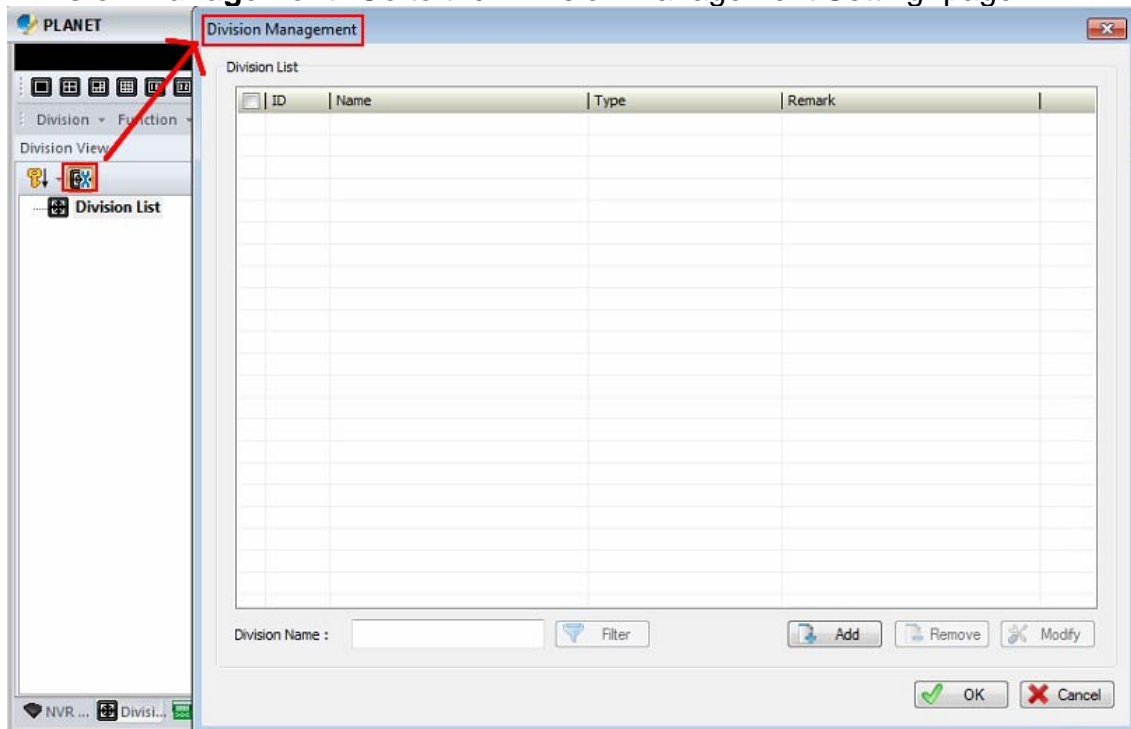 PLANET
Division Management
Division List
ID Name Type Remark
Division Function
Division View
Division List
Division Name :
Filter Add Remove Modify
OK Cancel
NVR ... Divisi...